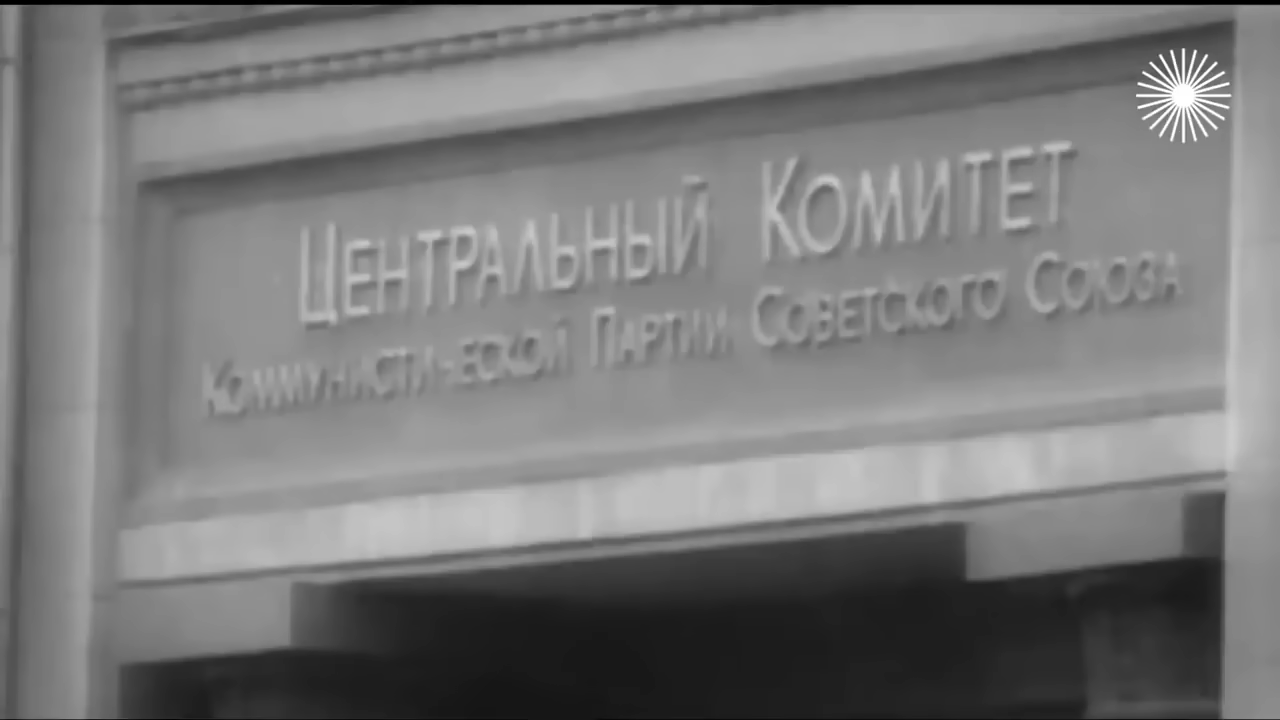 Центральный Комитет
Коммунистической Партии Советского Союза